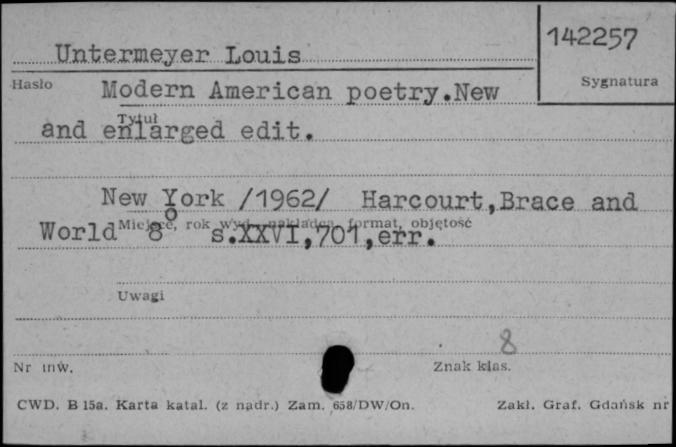 142257
Untermeyer Louis
Hasło
Sygnatura
Modern American poetry.New
Tytuł
and enlarged edit.
New York /1962/ Harcourt,Brace and
Miejsce, rok wyd., nakładca, format, objętość
World 8° s.XXVI,701,err.
Uwagi
8
Nr inw.
Znak klas.
CWD. B 15a. Karta katal. (z nadr.) Zam. 658/DW/On.
Zakł. Graf. Gdańsk nr